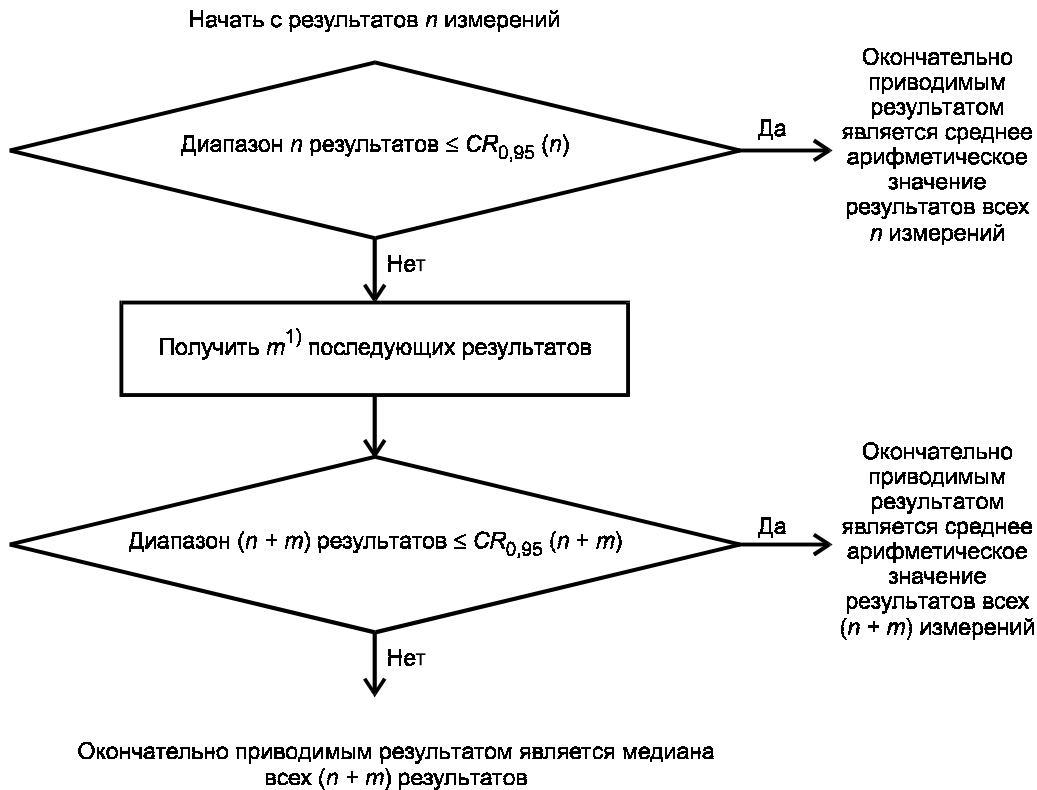 Начать с результатов n измерений
Диапазон n результатов ≤ CR0,95 (n)
Да
Окончательно
приводимым
результатом
является среднее
арифметическое
значение
результатов всех
n измерений
Нет
Получить m1) последующих результатов
Диапазон (n + m) результатов ≤ CR0,95 (n + m)
Да
Окончательно
приводимым
результатом
является среднее
арифметическое
значение
результатов всех
(n + m) измерений
Нет
Окончательно приводимым результатом является медиана
всех (n + m) результатов